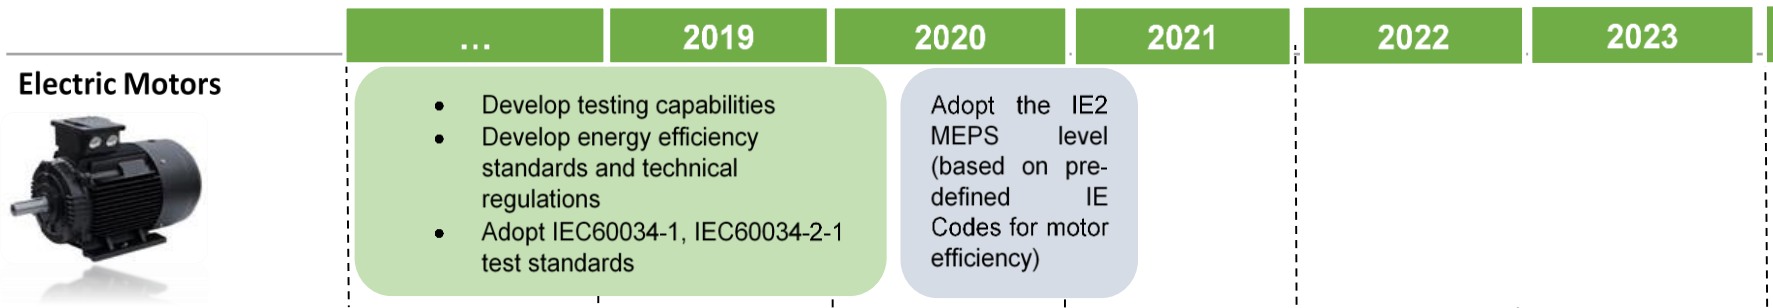 … 2019 2020 2021 2022 2023
Electric Motors
• Develop testing capabilities
• Develop energy efficiency
standards and technical
regulations
• Adopt IEC60034-1, IEC60034-2-1
test standards
Adopt the IE2
MEPS level
(based on pre-
defined IE
Codes for motor
efficiency)